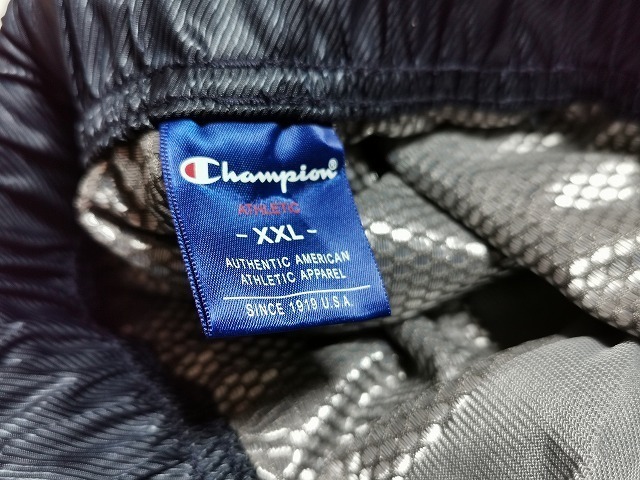 Champion®
ATHLETIC
- XXL -
AUTHENTIC AMERICAN
ATHLETIC APPAREL
SINCE 1919 U.S.A.